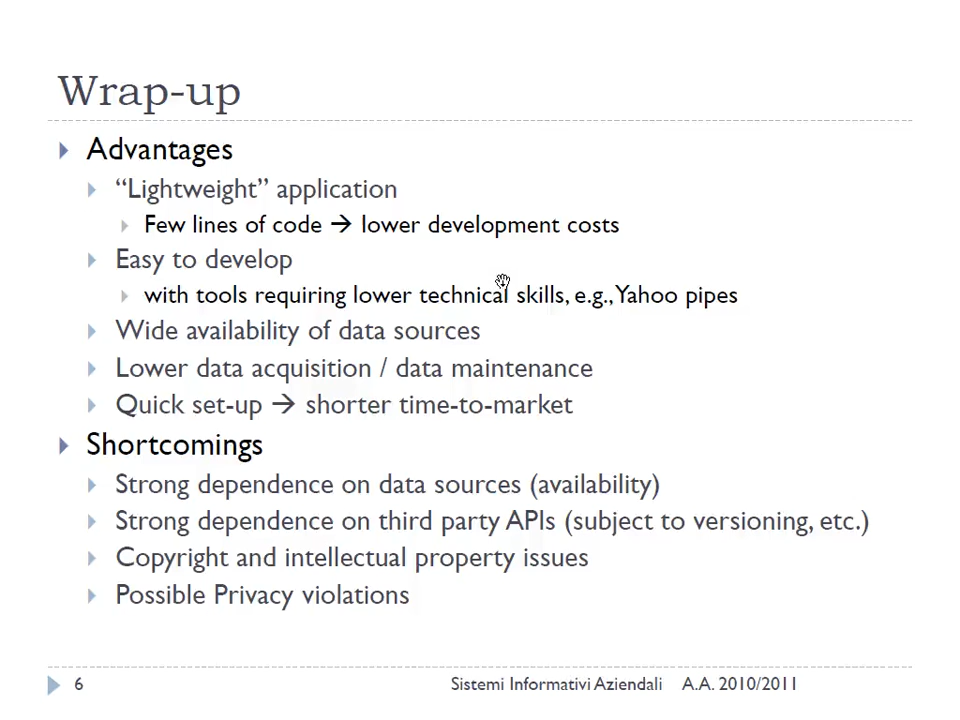 Wrap-up
Advantages
“Lightweight” application
Few lines of code → lower development costs
Easy to develop
with tools requiring lower technical skills, e.g., Yahoo pipes
Wide availability of data sources
Lower data acquisition / data maintenance
Quick set-up → shorter time-to-market
Shortcomings
Strong dependence on data sources (availability)
Strong dependence on third party APIs (subject to versioning, etc.)
Copyright and intellectual property issues
Possible Privacy violations
6 Sistemi Informativi Aziendali A.A. 2010/2011